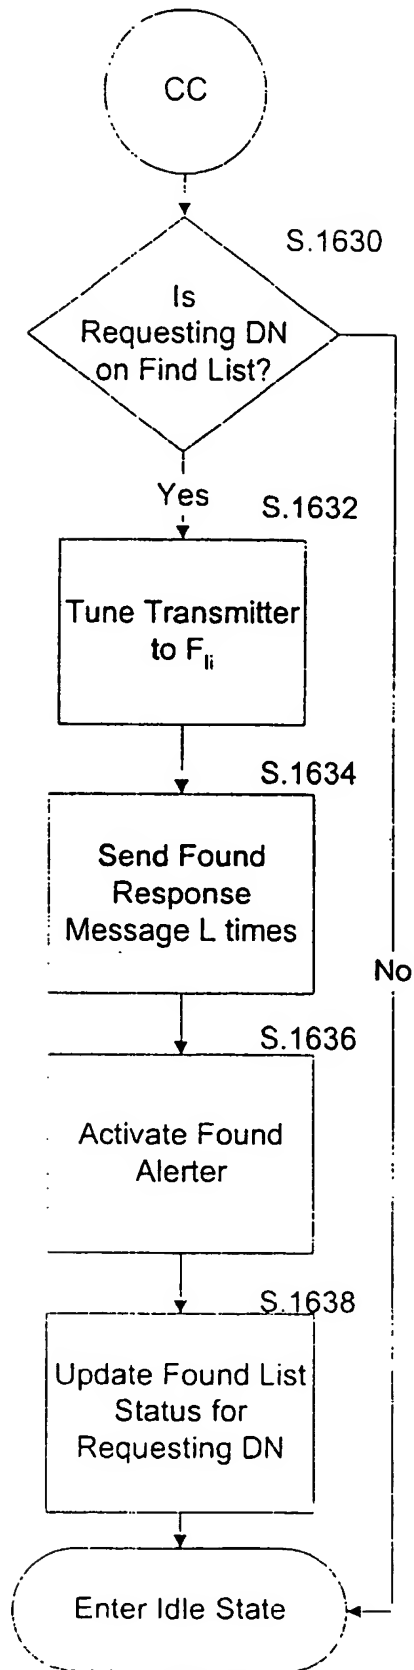 CC
S.1630
Is
Requesting DN
on Find List?
Yes
S.1632
Tune Transmitter
to Fli
S.1634
Send Found
Response
Message L times
No
S.1636
Activate Found
Alerter
S.1638
Update Found List
Status for
Requesting DN
Enter Idle State